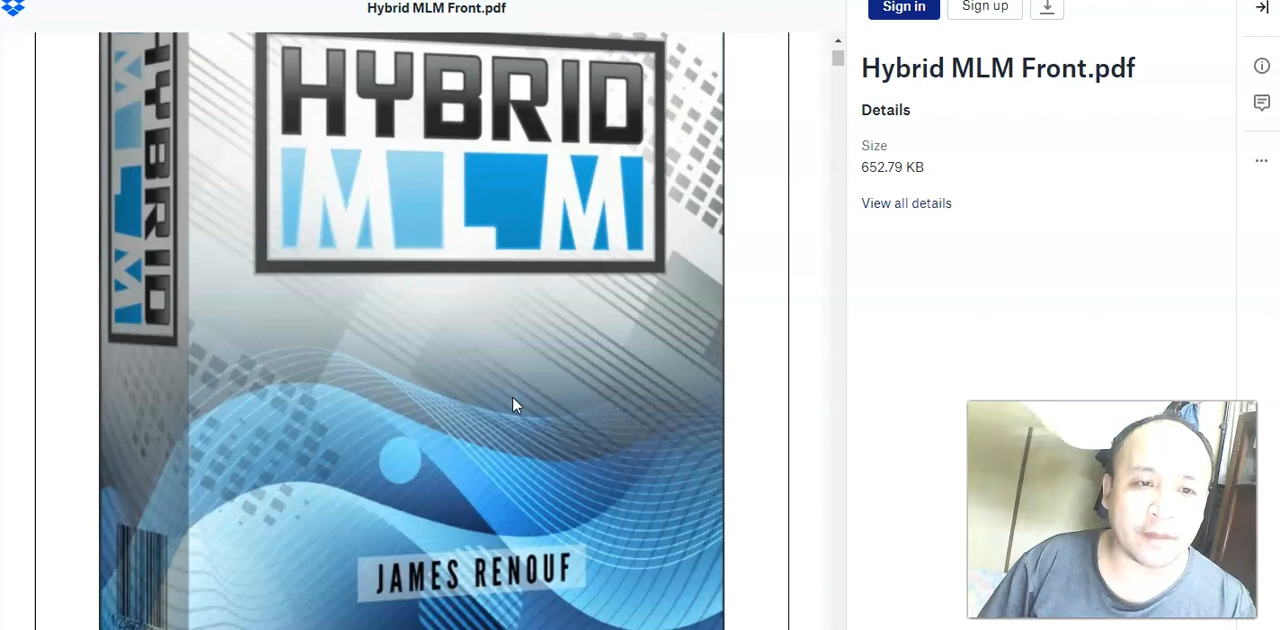 Hybrid MLM Front.pdf
Sign in
Sign up
HYBRID
MLM
HYBRID
MLM
JAMES RENOUF
Hybrid MLM Front.pdf
Details
Size
652.79 KB
View all details